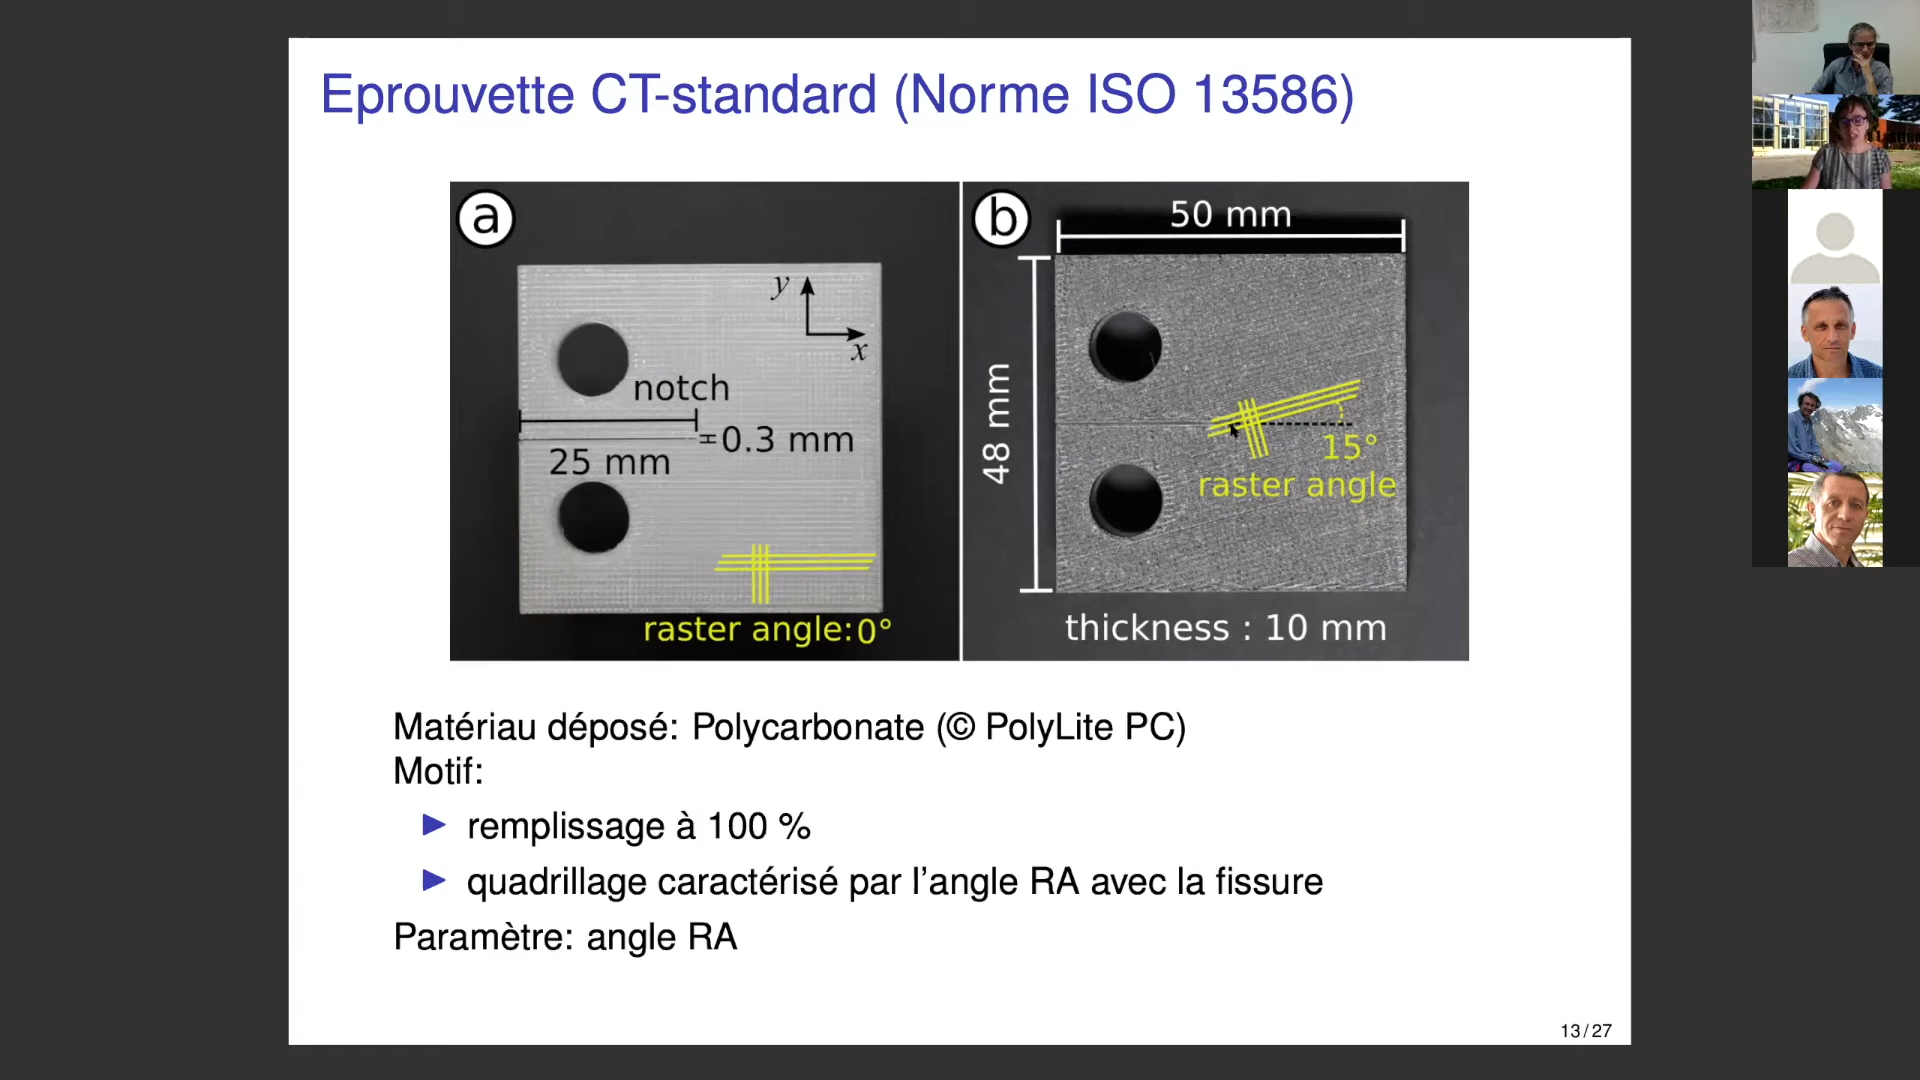 Eprouvette CT-standard (Norme ISO 13586)
a
y
x
notch
0.3 mm
25 mm
raster angle: 0°
b
50 mm
48 mm
15°
raster angle
thickness : 10 mm
Matériau déposé: Polycarbonate (© PolyLite PC)
Motif:
remplissage à 100 %
quadrillage caractérisé par l'angle RA avec la fissure
Paramètre: angle RA
13 / 27